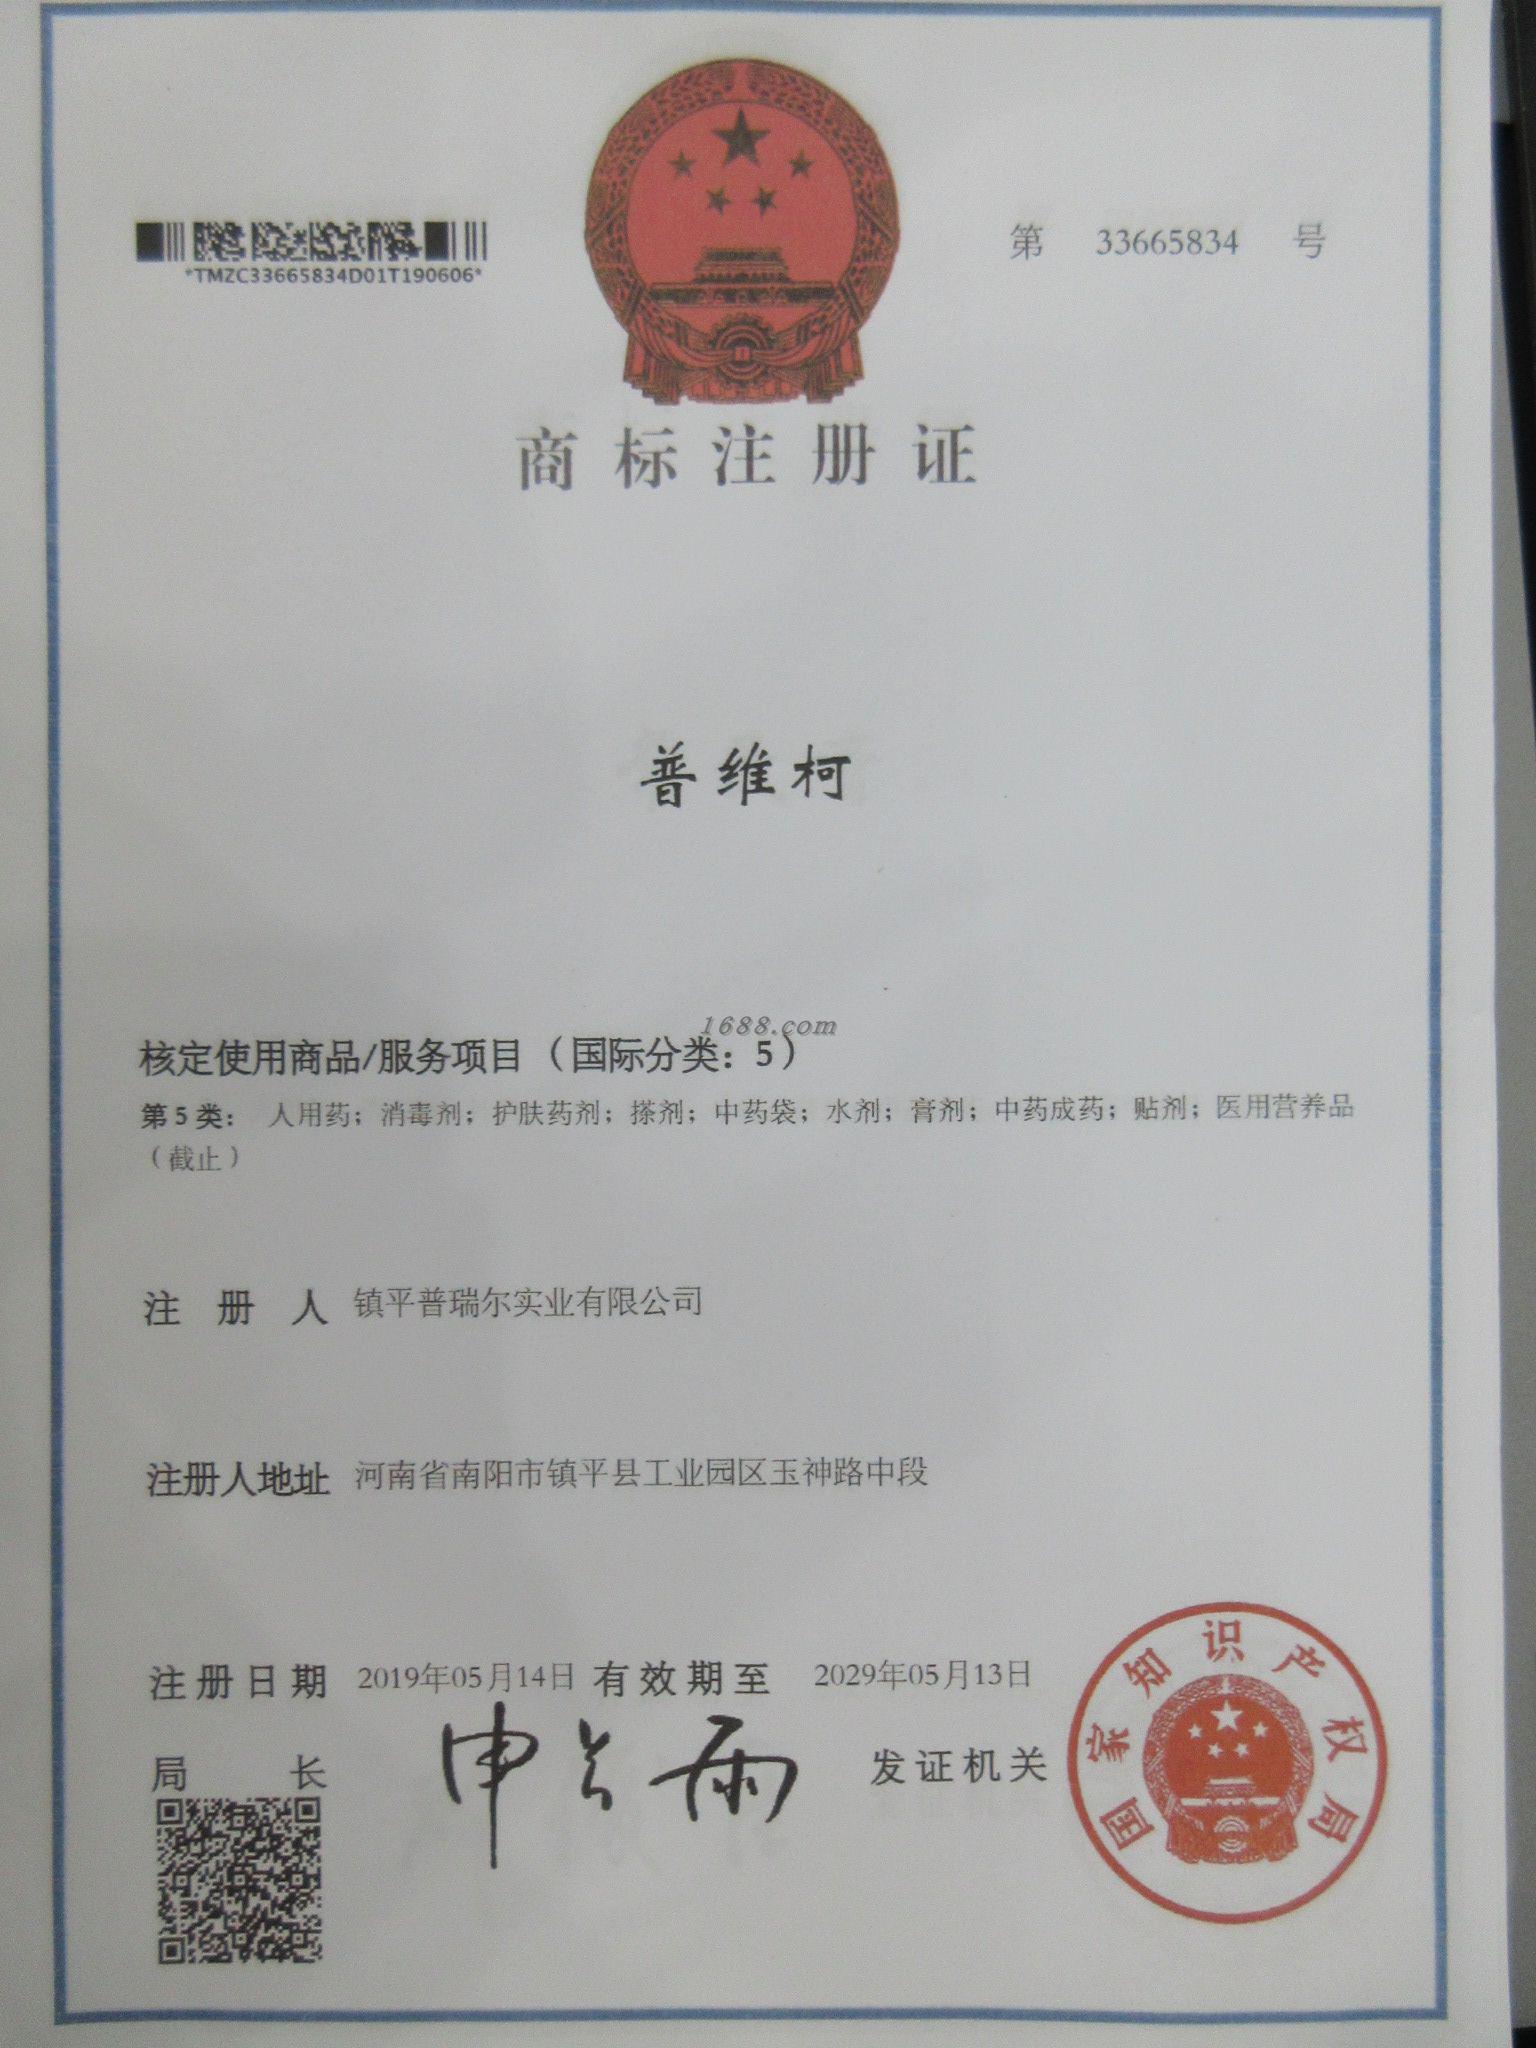 *TMZC33665834D01T190606*
第 33665834 号
商标注册证
普维柯
1688.com
核定使用商品/服务项目（国际分类：5）
第5类： 人用药；消毒剂；护肤药剂；搽剂；中药袋；水剂；膏剂；中药成药；贴剂；医用营养品
（截止）
注册人 镇平普瑞尔实业有限公司
注册人地址 河南省南阳市镇平县工业园区玉神路中段
注册日期 2019年05月14日 有效期至 2029年05月13日
局长 申长雨 发证机关
国家知识产权局